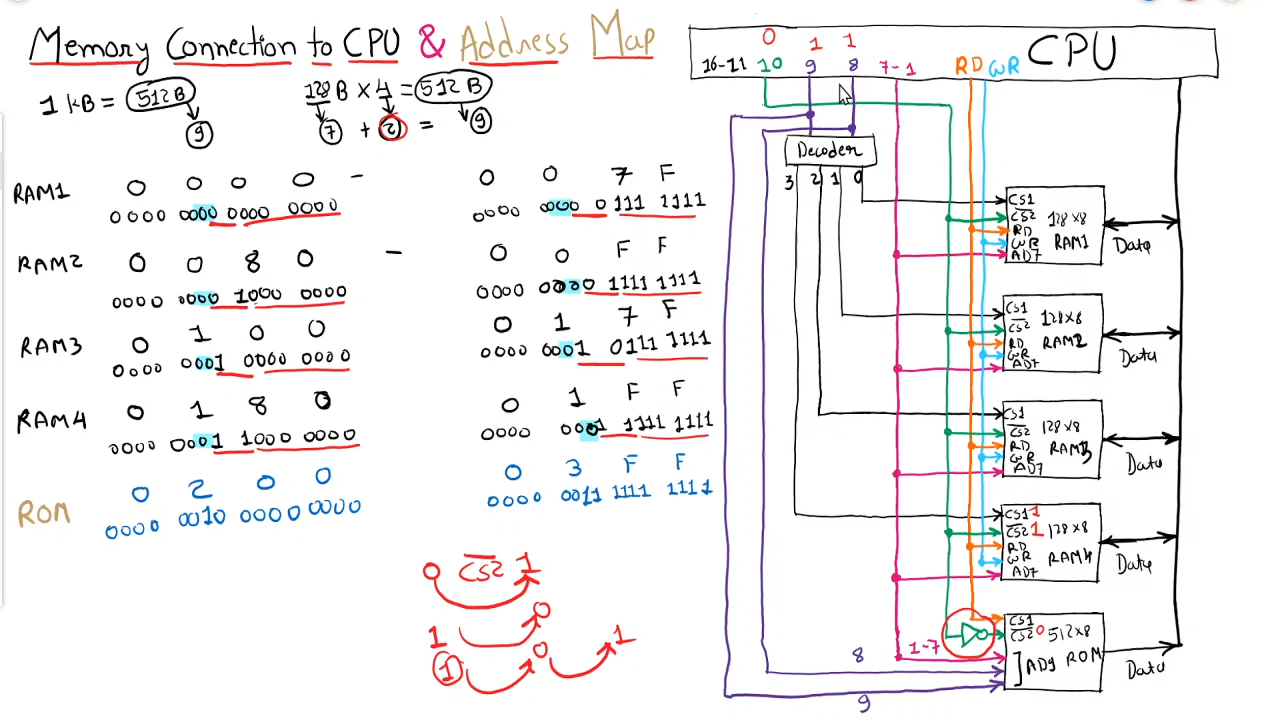 Memory Connection to CPU & Address Map
1 kB = 512 B
9
128 B × 4 = 512 B
7 + 2 = 9
RAM1 0 0 0 0 - 0 0 7 F
0000 0000 0000 0000 0000 0000 0111 1111
RAM2 0 0 8 0 - 0 0 F F
0000 0000 1000 0000 0000 0000 1111 1111
RAM3 0 1 0 0 0 1 7 F
0000 0001 0000 0000 0000 0001 0111 1111
RAM4 0 1 8 0 0 1 F F
0000 0001 1000 0000 0000 0001 1111 1111
ROM 0 2 0 0 0 3 F F
0000 0010 0000 0000 0000 0011 1111 1111
0 CS2 1
1 0
1 0 1
0 1 1
16-11 10 9 8 7-1 RD WR CPU
Decoder
3 2 1 0
CS1
CS2 128 x 8
RD RAM1
WR
AD7
Data
CS1
CS2 128 x 8
RD RAM2
WR
AD7
Data
CS1
CS2 128 x 8
RD RAM3
WR
AD7
Data
CS1 1
CS2 1 128 x 8
RD RAM4
WR
AD7
Data
CS1
CS2 0 512 x 8
1-7
8
AD9 ROM
Data
9